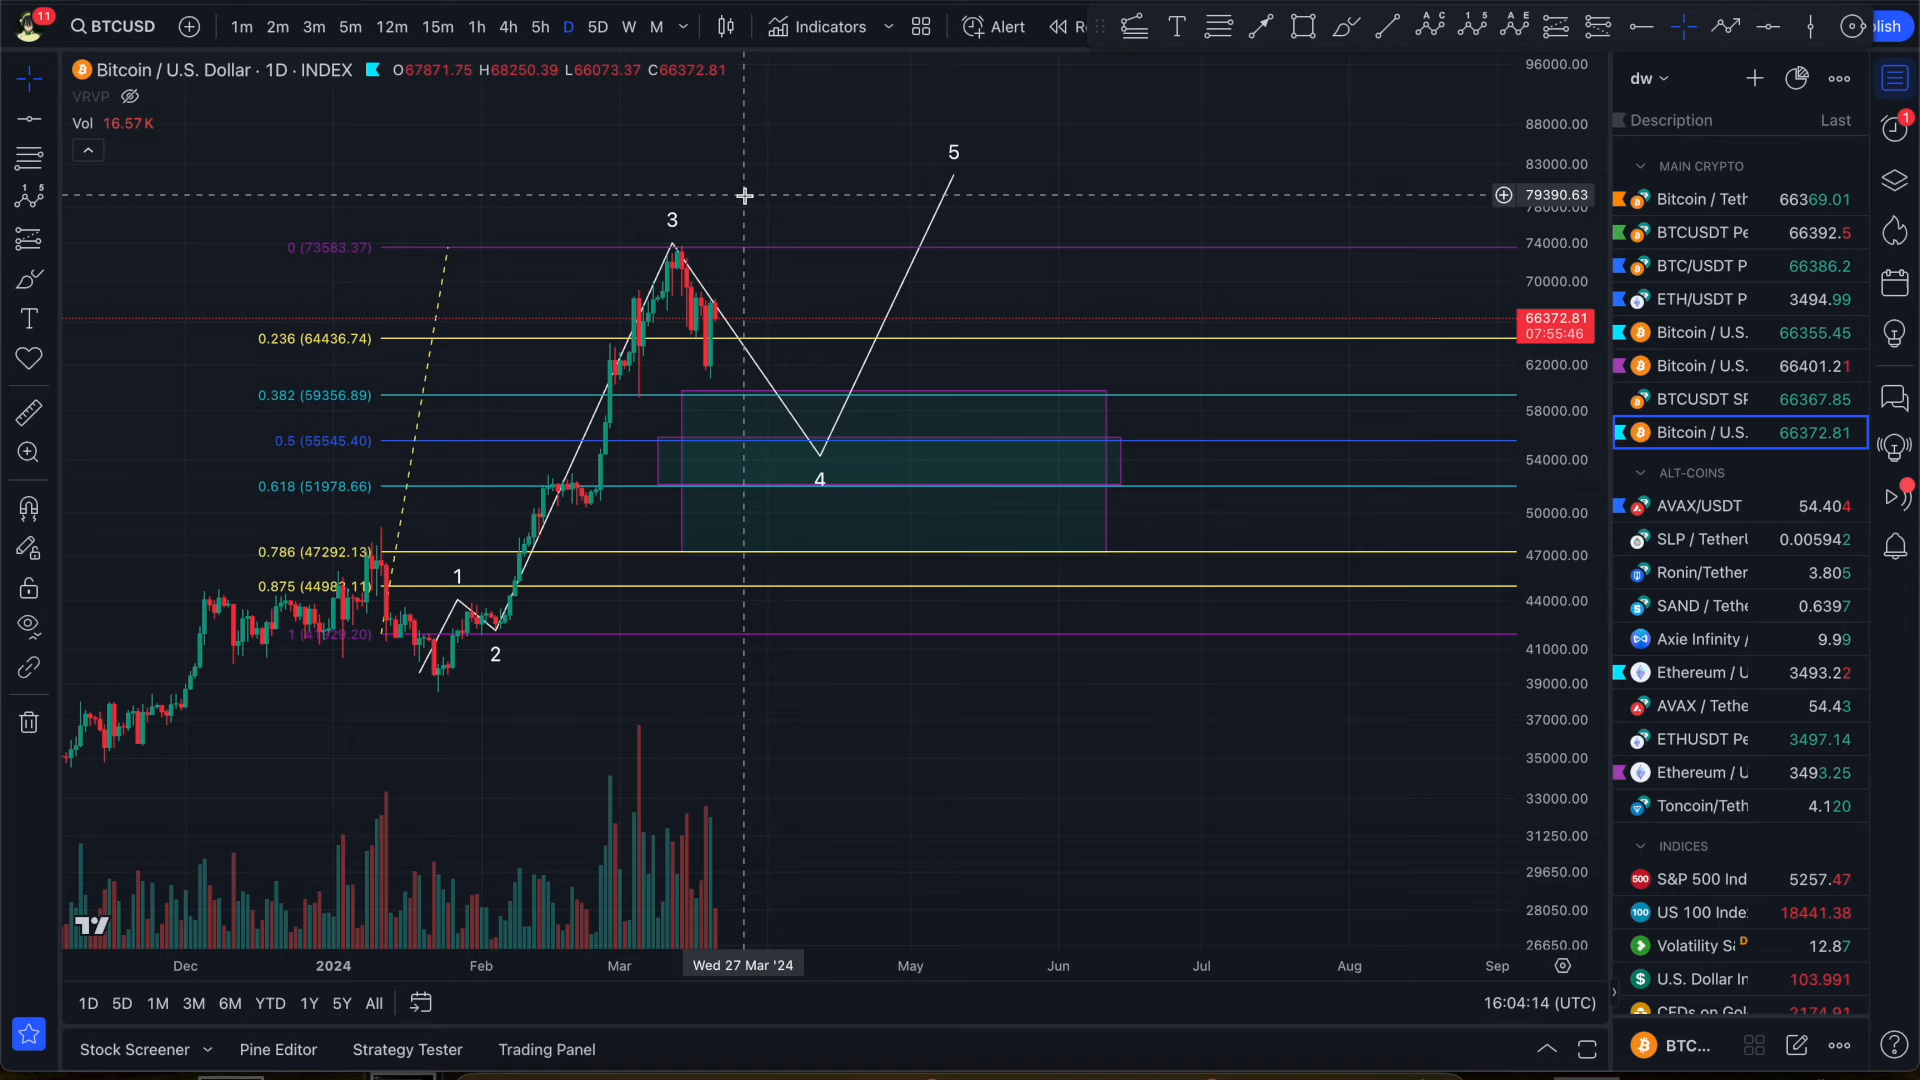 11
BTCUSD
1m 2m 3m 5m 12m 15m 1h 4h 5h D 5D W M
Indicators
Alert
Bitcoin / U.S. Dollar · 1D · INDEX
O67871.75 H68250.39 L66073.37 C66372.81
VRVP
Vol 16.57K
0 (73583.37)
0.236 (64436.74)
0.382 (59356.89)
0.5 (55545.40)
0.618 (51978.66)
0.786 (47292.13)
1
2
3
4
5
96000.00
88000.00
83000.00
79390.63
78000.00
74000.00
70000.00
66372.81
07:55:46
62000.00
58000.00
54000.00
50000.00
47000.00
44000.00
41000.00
39000.00
37000.00
35000.00
33000.00
31250.00
29650.00
28050.00
26650.00
Dec 2024 Feb Mar Wed 27 Mar '24 May Jun Jul Aug Sep
1D 5D 1M 3M 6M YTD 1Y 5Y All
16:04:14 (UTC)
Stock Screener Pine Editor Strategy Tester Trading Panel
dw
Description Last
MAIN CRYPTO
Bitcoin / Teth 66369.01
BTCUSDT Pe 66392.5
BTC/USDT P 66386.2
ETH/USDT P 3494.99
Bitcoin / U.S. 66355.45
Bitcoin / U.S. 66401.21
BTCUSDT SF 66367.85
Bitcoin / U.S. 66372.81
ALT-COINS
AVAX/USDT 54.404
SLP / Tether 0.005942
Ronin/Tether 3.805
SAND / Tethe 0.6397
Axie Infinity / 9.99
Ethereum / U 3493.22
AVAX / Tethe 54.43
ETHUSDT Pe 3497.14
Ethereum / U 3493.25
Toncoin/Teth 4.120
INDICES
500 S&P 500 Ind 5257.47
100 US 100 Inde 18441.38
Volatility S D 12.87
U.S. Dollar In 103.991
CFDs on Gol 2174.91
BTC...
1